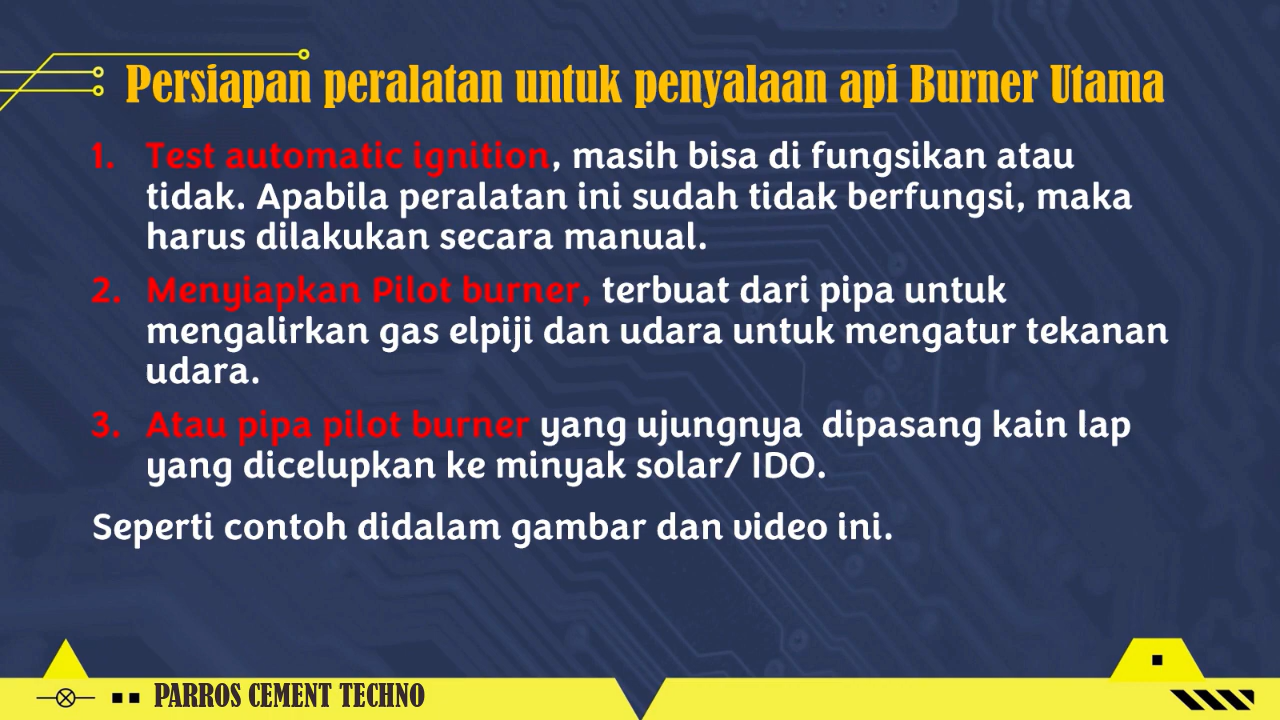 Persiapan peralatan untuk penyalaan api Burner Utama
1. Test automatic ignition, masih bisa di fungsikan atau
tidak. Apabila peralatan ini sudah tidak berfungsi, maka
harus dilakukan secara manual.
2. Menyiapkan Pilot burner, terbuat dari pipa untuk
mengalirkan gas elpiji dan udara untuk mengatur tekanan
udara.
3. Atau pipa pilot burner yang ujungnya dipasang kain lap
yang dicelupkan ke minyak solar/ IDO.
Seperti contoh didalam gambar dan video ini.
PARROS CEMENT TECHNO